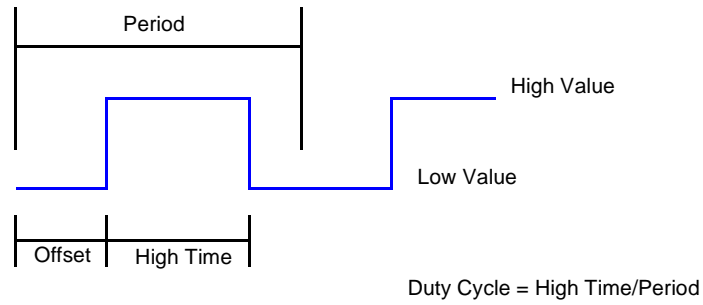 Period
High Value
Low Value
Offset
High Time
Duty Cycle = High Time/Period